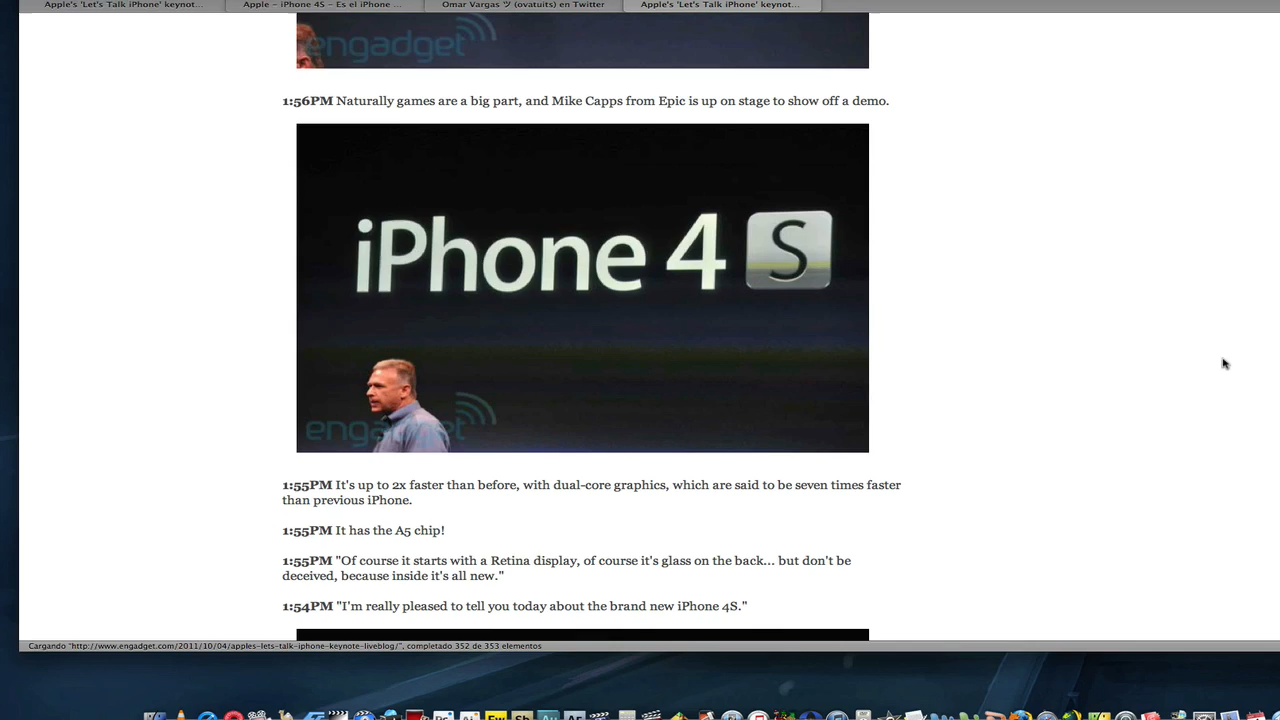 Apple's 'Let's Talk iPhone' keynot...
Apple – iPhone 4S – Es el iPhone ...
Omar Vargas ツ (ovatuits) en Twitter
Apple's 'Let's Talk iPhone' keynot...
engadget
1:56PM Naturally games are a big part, and Mike Capps from Epic is up on stage to show off a demo.
iPhone 4S
engadget
1:55PM It's up to 2x faster than before, with dual-core graphics, which are said to be seven times faster
than previous iPhone.
1:55PM It has the A5 chip!
1:55PM "Of course it starts with a Retina display, of course it's glass on the back... but don't be
deceived, because inside it's all new."
1:54PM "I'm really pleased to tell you today about the brand new iPhone 4S."
Cargando "http://www.engadget.com/2011/10/04/apples-lets-talk-iphone-keynote-liveblog/", completado 352 de 353 elementos